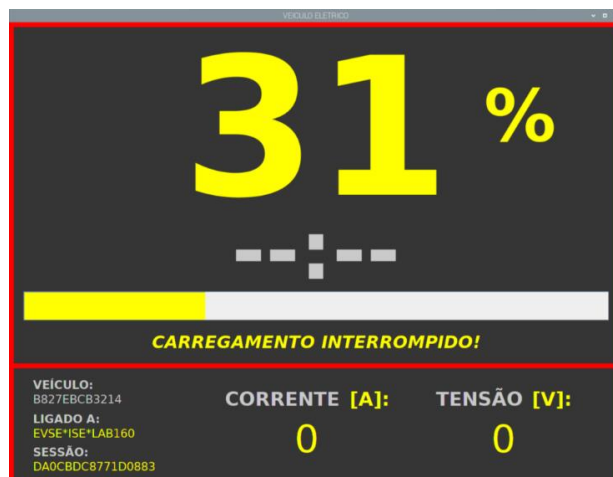 VEICULO ELETRICO
31 %
--:--
CARREGAMENTO INTERROMPIDO!
VEÍCULO:
B827EBCB3214
LIGADO A:
EVSE*ISE*LAB160
SESSÃO:
DA0CBDC8771D0883
CORRENTE [A]:
0
TENSÃO [V]:
0